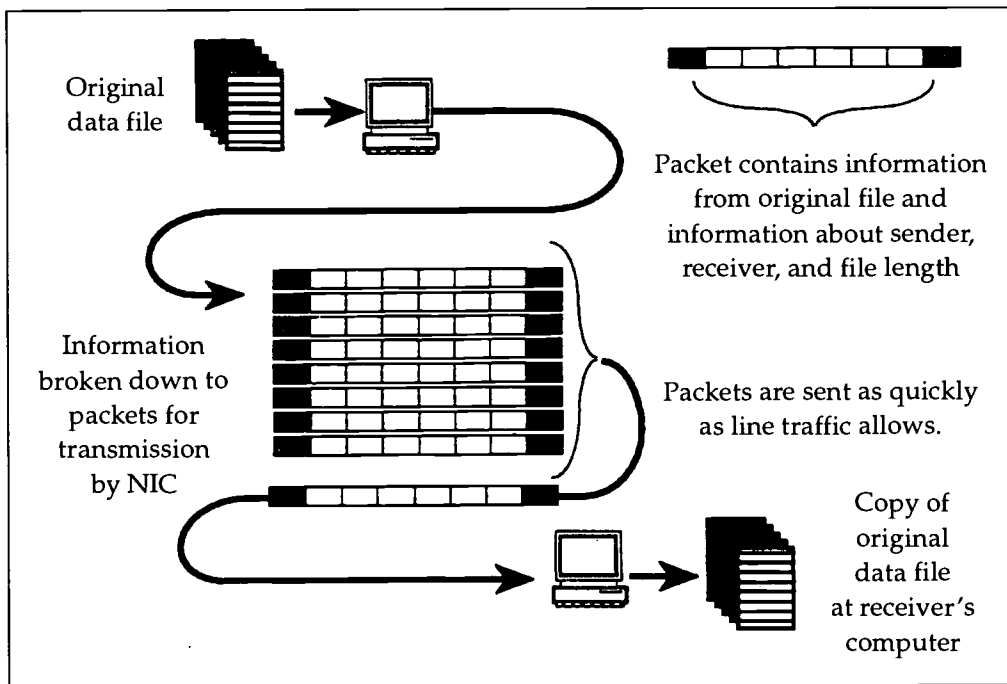 Original
data file
Packet contains information
from original file and
information about sender,
receiver, and file length
Information
broken down to
packets for
transmission
by NIC
Packets are sent as quickly
as line traffic allows.
Copy of
original
data file
at receiver's
computer